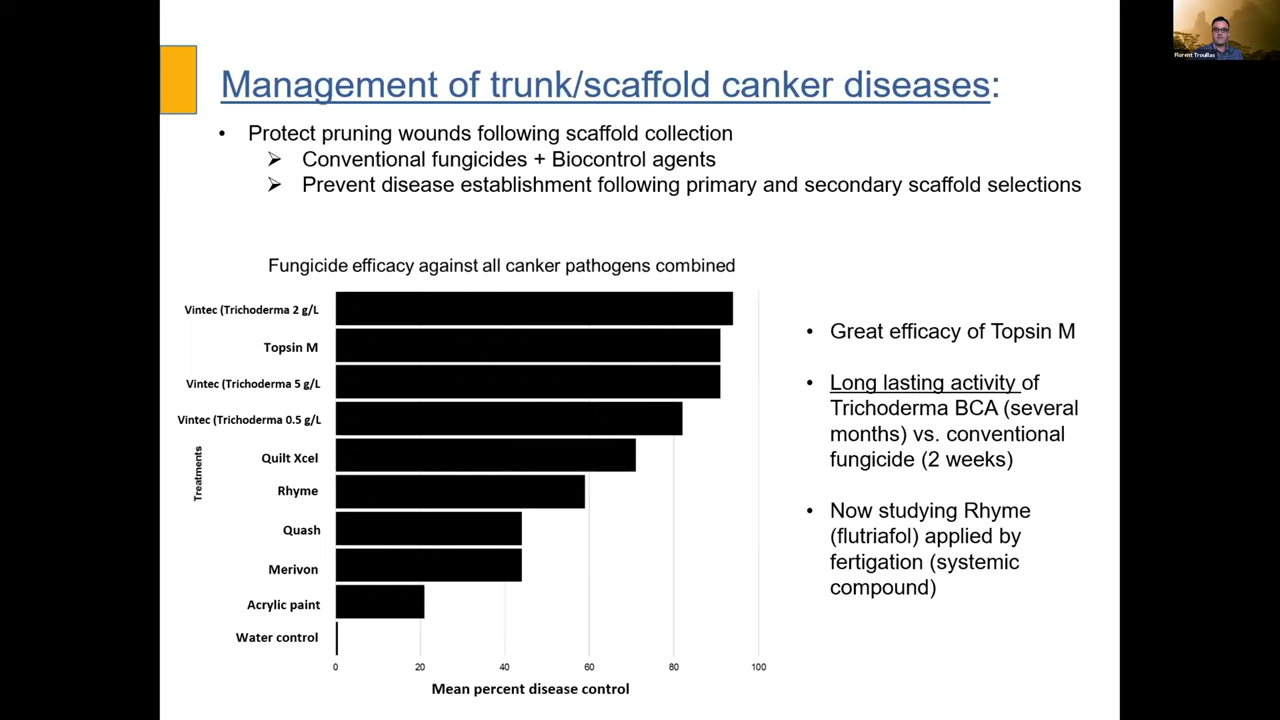 Management of trunk/scaffold canker diseases:
• Protect pruning wounds following scaffold collection
➢ Conventional fungicides + Biocontrol agents
➢ Prevent disease establishment following primary and secondary scaffold selections
Fungicide efficacy against all canker pathogens combined
Vintec (Trichoderma 2 g/L
Topsin M
Vintec (Trichoderma 5 g/L
Vintec (Trichoderma 0.5 g/L
Quilt Xcel
Rhyme
Quash
Merivon
Acrylic paint
Water control
Treatments
0 20 40 60 80 100
Mean percent disease control
• Great efficacy of Topsin M
• Long lasting activity of
Trichoderma BCA (several
months) vs. conventional
fungicide (2 weeks)
• Now studying Rhyme
(flutriafol) applied by
fertigation (systemic
compound)
Florent Trouillas